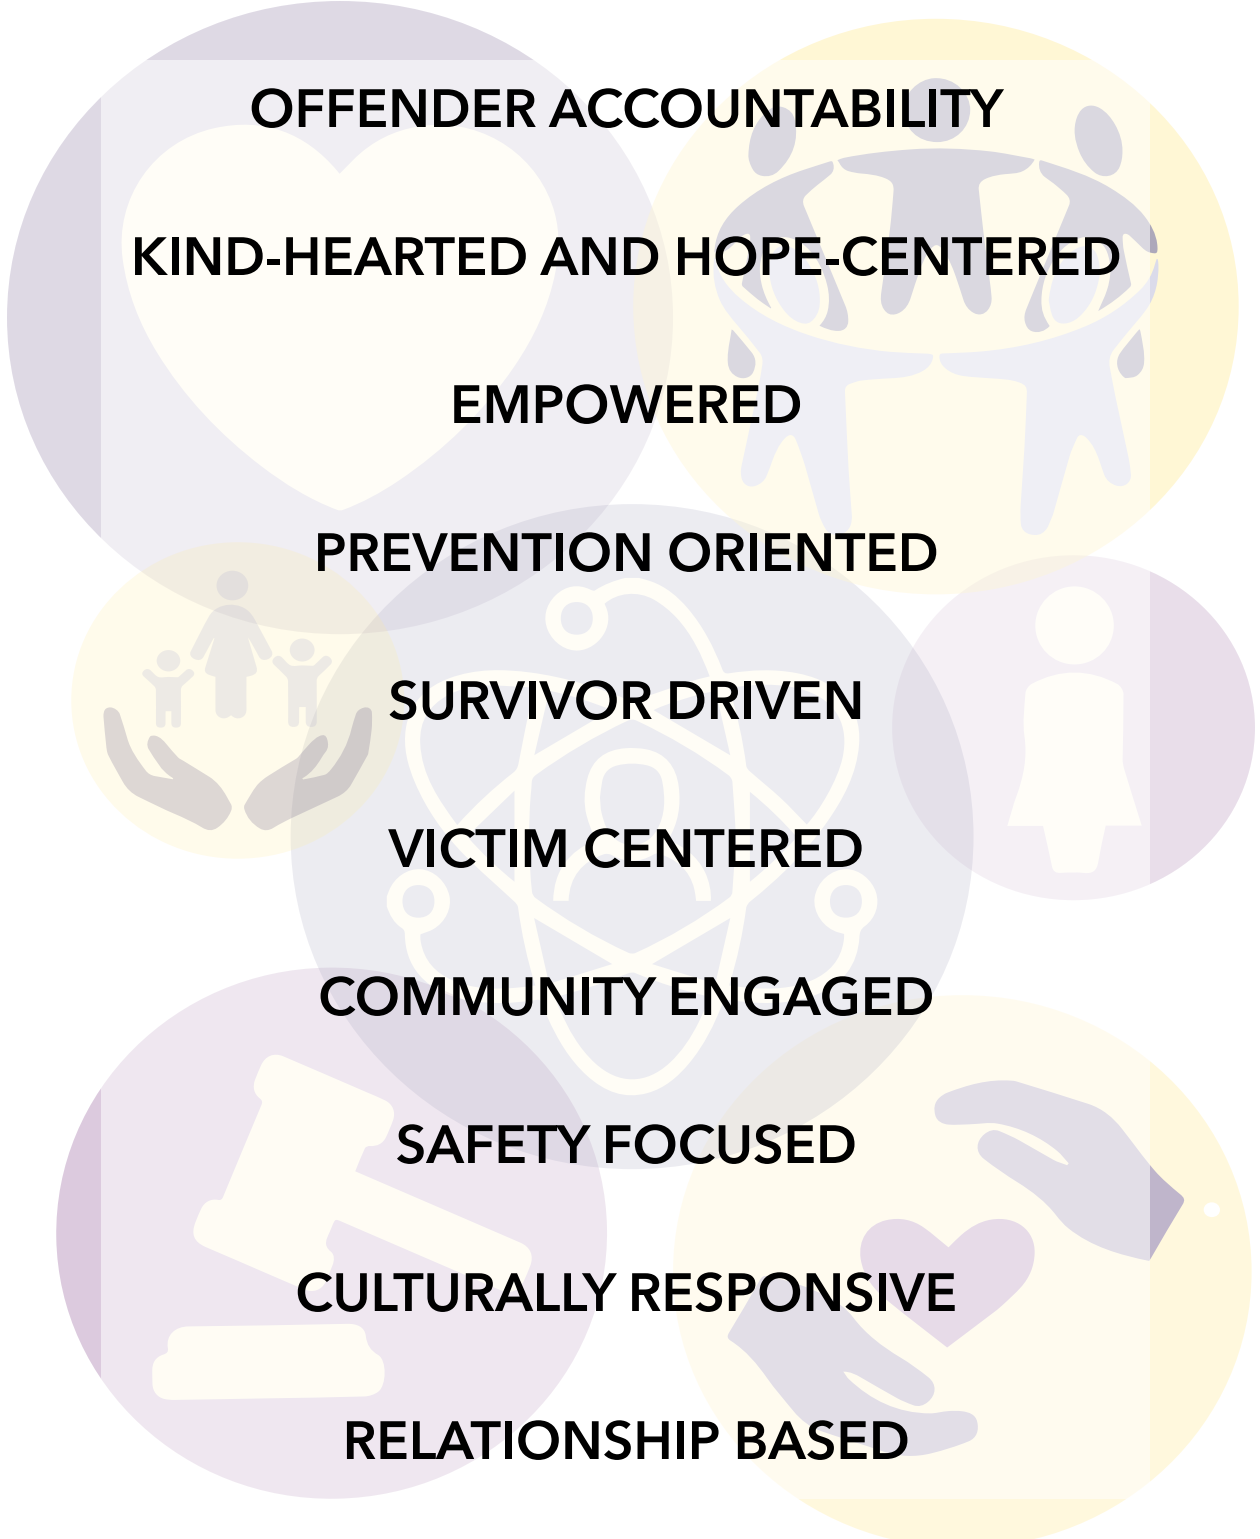 OFFENDER ACCOUNTABILITY
KIND-HEARTED AND HOPE-CENTERED
EMPOWERED
PREVENTION ORIENTED
SURVIVOR DRIVEN
VICTIM CENTERED
COMMUNITY ENGAGED
SAFETY FOCUSED
CULTURALLY RESPONSIVE
RELATIONSHIP BASED